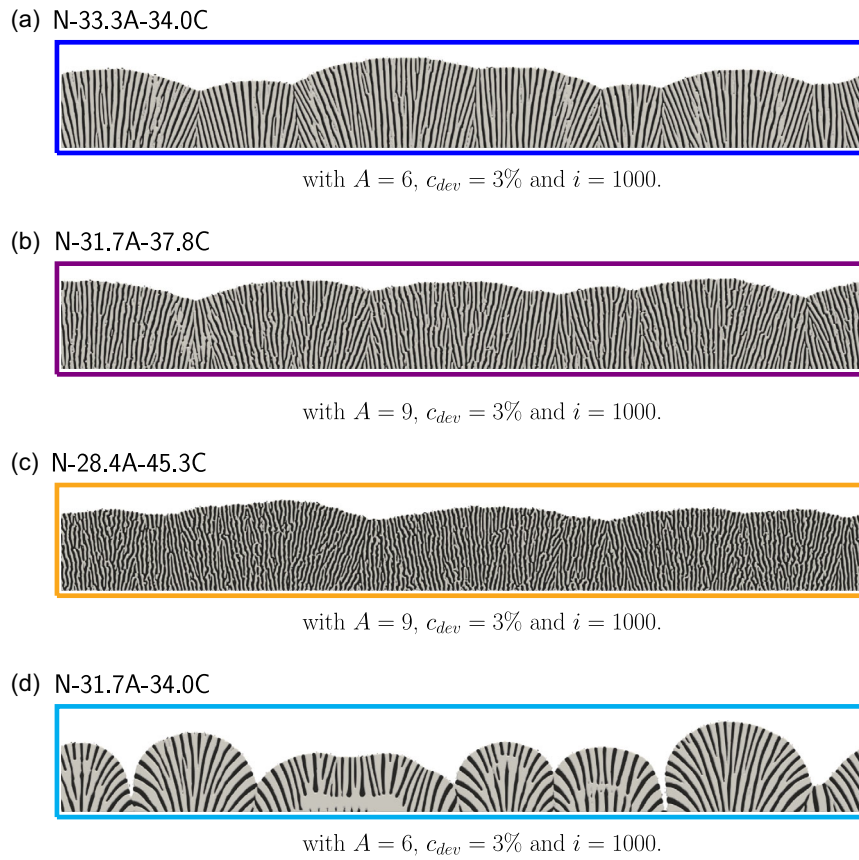 (a) N-33.3A-34.0C
with A = 6, c_dev = 3% and i = 1000.
(b) N-31.7A-37.8C
with A = 9, c_dev = 3% and i = 1000.
(c) N-28.4A-45.3C
with A = 9, c_dev = 3% and i = 1000.
(d) N-31.7A-34.0C
with A = 6, c_dev = 3% and i = 1000.